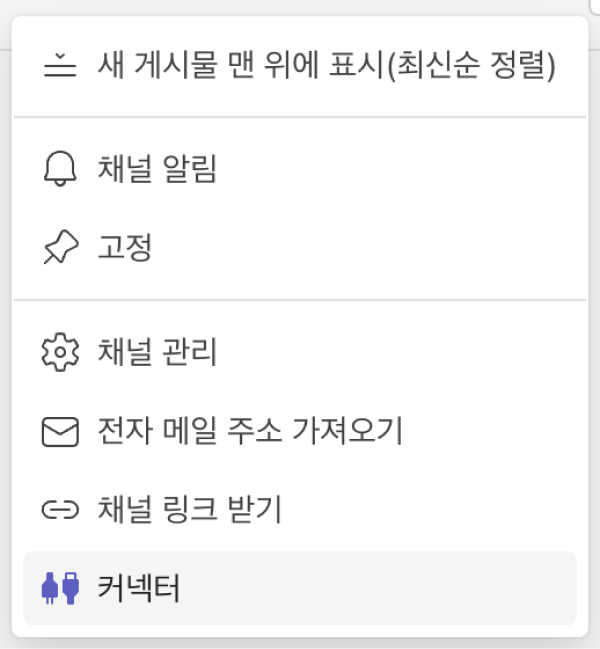 새 게시물 맨 위에 표시(최신순 정렬)
채널 알림
고정
채널 관리
전자 메일 주소 가져오기
채널 링크 받기
커넥터